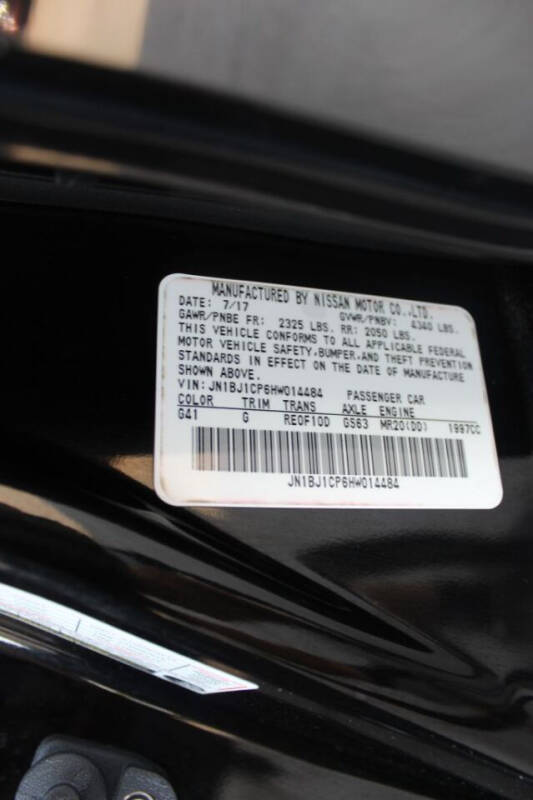 MANUFACTURED BY NISSAN MOTOR CO.,LTD.
DATE: 7/17 GVWR/PNBV: 4340 LBS.
GAWR/PNBE FR: 2325 LBS. RR: 2050 LBS.
THIS VEHICLE CONFORMS TO ALL APPLICABLE FEDERAL
MOTOR VEHICLE SAFETY,BUMPER,AND THEFT PREVENTION
STANDARDS IN EFFECT ON THE DATE OF MANUFACTURE
SHOWN ABOVE.
VIN: JN1BJ1CP6HW014484 PASSENGER CAR
COLOR TRIM TRANS AXLE ENGINE
G41 G RE0F10D GS63 MR20(DD) 1997CC
JN1BJ1CP6HW014484